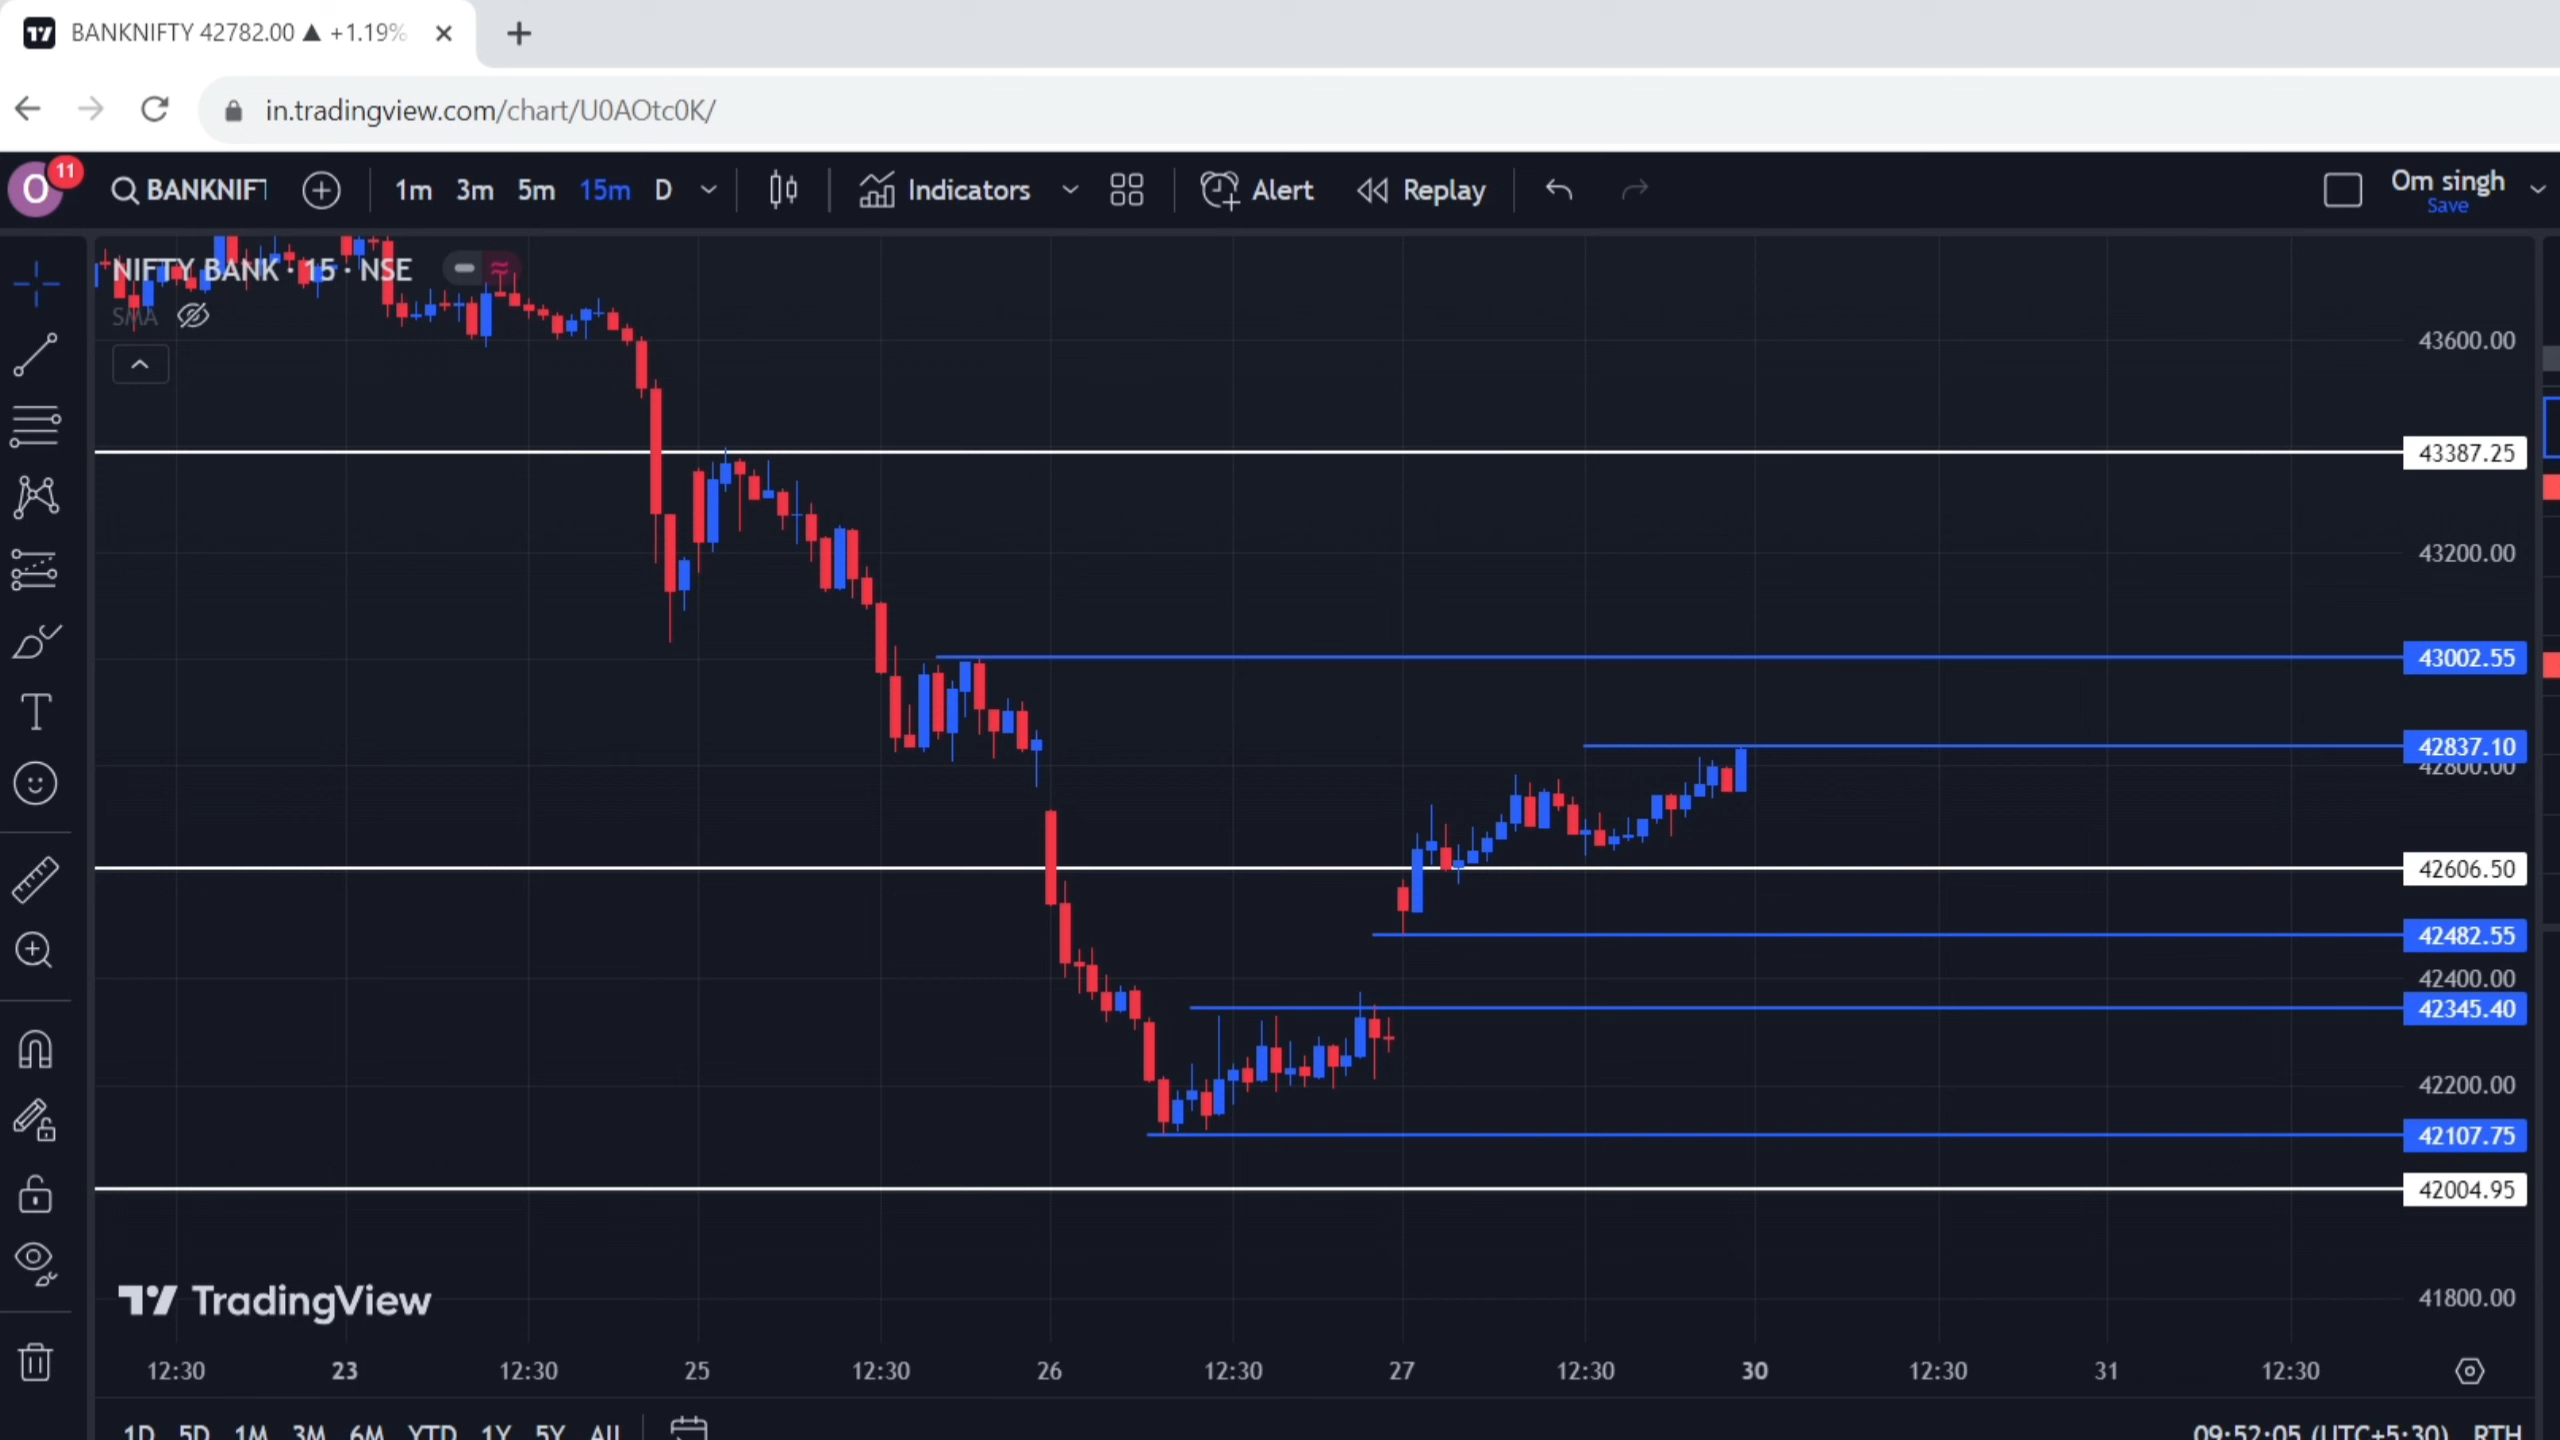 BANKNIFTY 42782.00 ▲ +1.19%
in.tradingview.com/chart/U0AOtc0K/
O 11 BANKNIFT 1m 3m 5m 15m D Indicators Alert Replay Om singh
Save
NIFTY BANK · 15 · NSE
SMA
43600.00
43387.25
43200.00
43002.55
42837.10
42800.00
42606.50
42482.55
42400.00
42345.40
42200.00
42107.75
42004.95
41800.00
TradingView
12:30 23 12:30 25 12:30 26 12:30 27 12:30 30 12:30 31 12:30
1D 5D 1M 3M 6M YTD 1Y 5Y All 09:52:05 (UTC+5:30) RTH